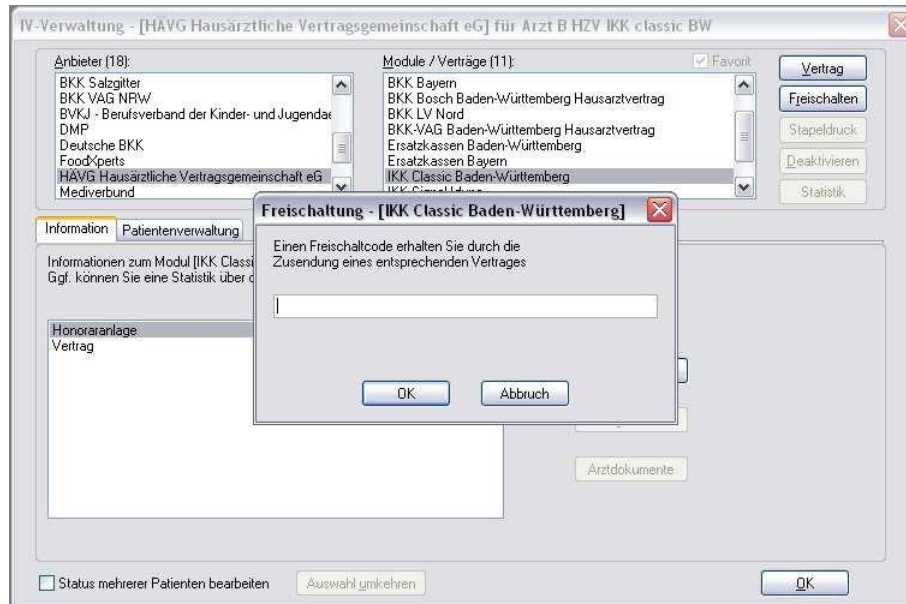 IV-Verwaltung - [HÄVG Hausärztliche Vertragsgemeinschaft eG] für Arzt B HZV IKK classic BW
Anbieter (18):
BKK Salzgitter
BKK VAG NRW
BVKJ - Berufsverband der Kinder- und Jugendae
DMP
Deutsche BKK
FoodXperts
HÄVG Hausärztliche Vertragsgemeinschaft eG
Mediverbund
Module / Verträge (11):
Favorit
BKK Bayern
BKK Bosch Baden-Württemberg Hausarztvertrag
BKK LV Nord
BKK-VAG Baden-Württemberg Hausarztvertrag
Ersatzkassen Baden-Württemberg
Ersatzkassen Bayern
IKK Classic Baden-Württemberg
Vertrag
Freischalten
Stapeldruck
Deaktivieren
Statistik
Information
Patientenverwaltung
Informationen zum Modul [IKK Classi
Ggf. können Sie eine Statistik über d
Honoraranlage
Vertrag
Freischaltung - [IKK Classic Baden-Württemberg]
Einen Freischaltcode erhalten Sie durch die
Zusendung eines entsprechenden Vertrages
OK
Abbruch
Arztdokumente
Status mehrerer Patienten bearbeiten
Auswahl umkehren
OK